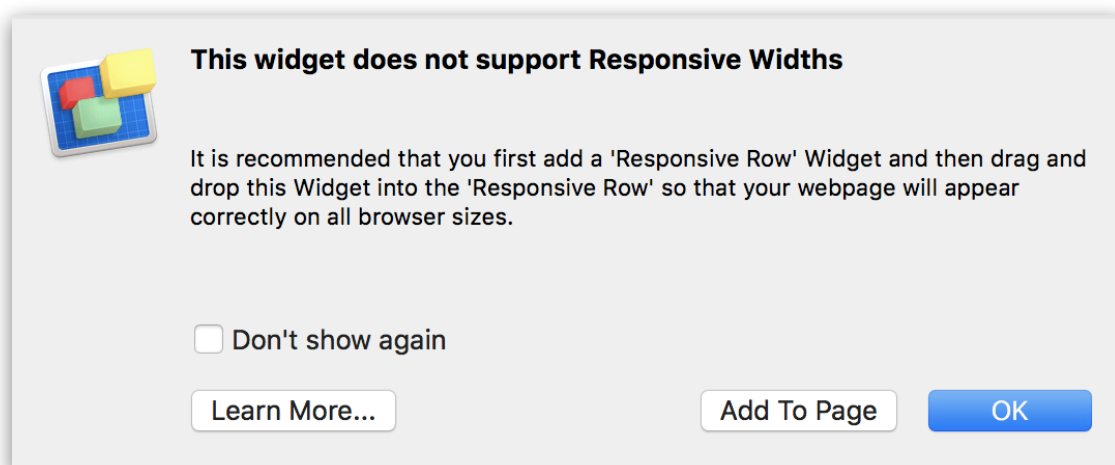 This widget does not support Responsive Widths
It is recommended that you first add a 'Responsive Row' Widget and then drag and
drop this Widget into the 'Responsive Row' so that your webpage will appear
correctly on all browser sizes.
Don't show again
Learn More...
Add To Page
OK